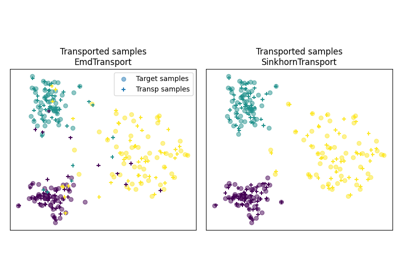 Transported samples
EmdTransport
Target samples
Transp samples
Transported samples
SinkhornTransport